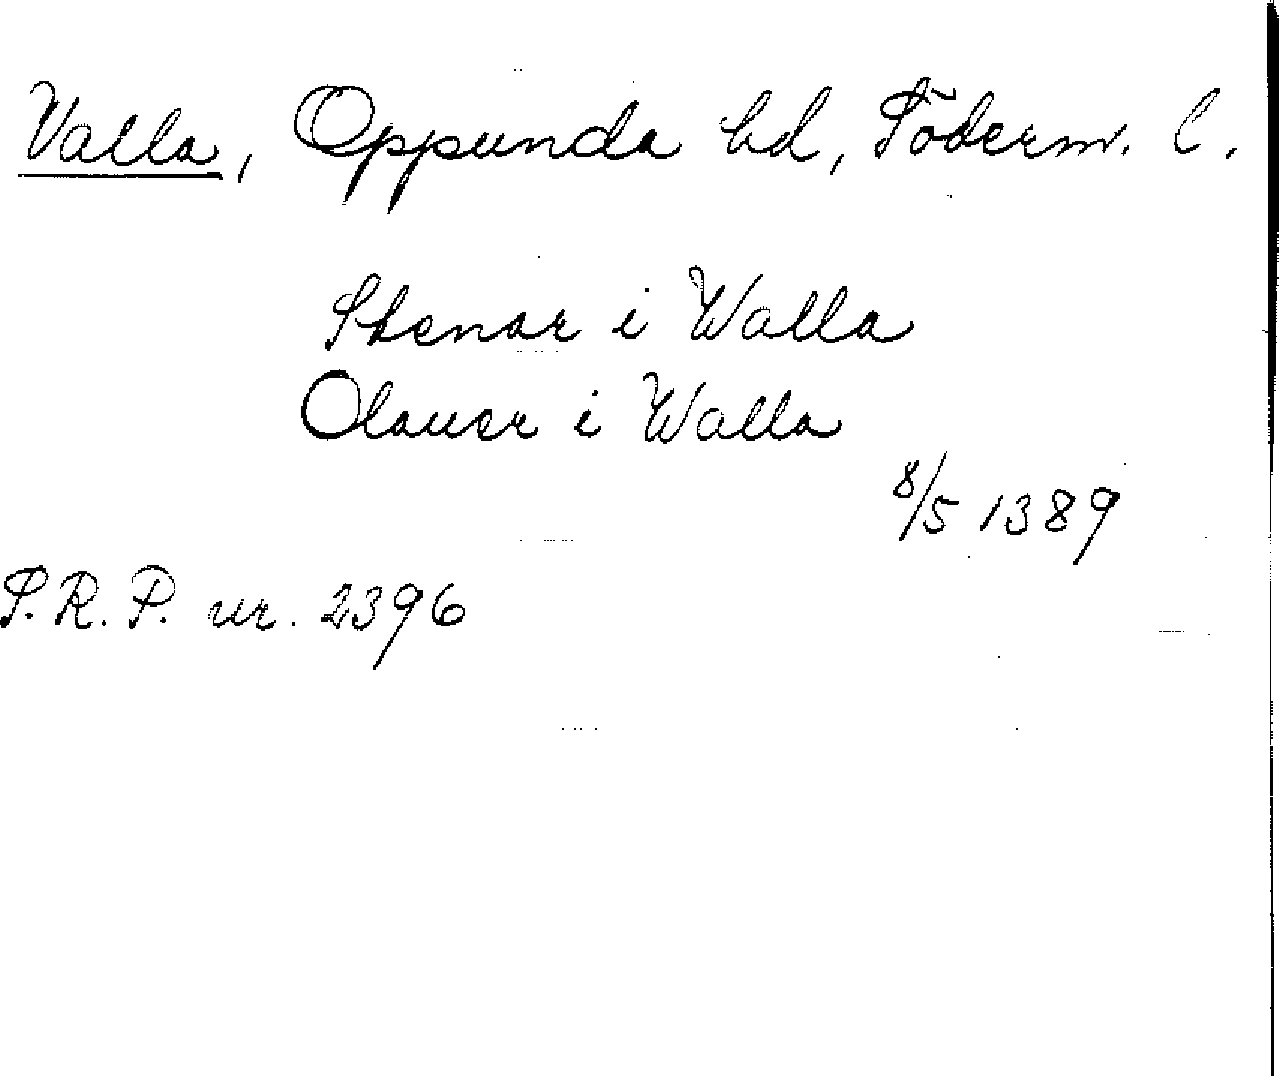 Valla, Oppunda hd, Söderm. l.
Stenar i Walla
Olauer i Walla
8/5 1389
S.R.P. nr. 2396